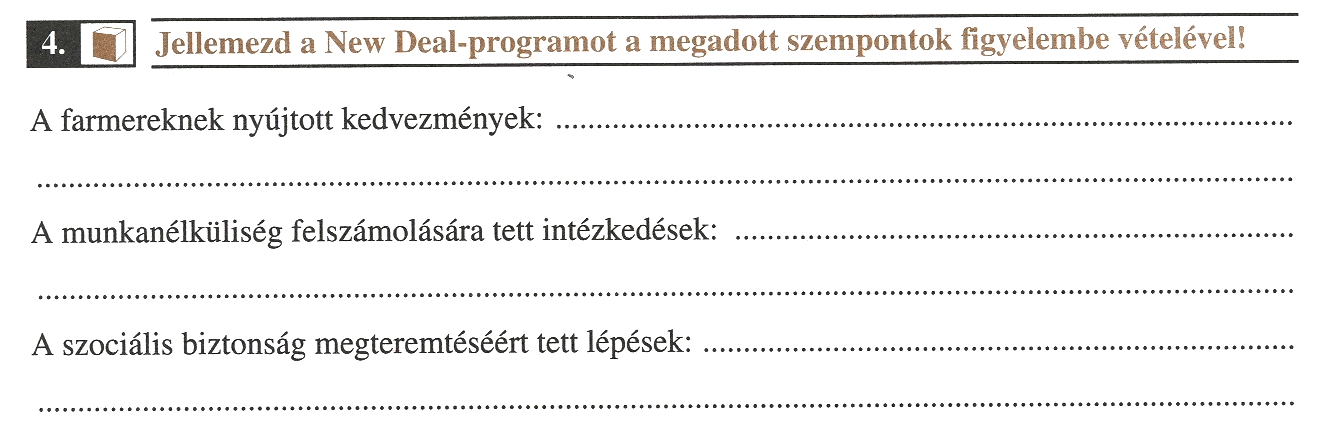 4. Jellemezd a New Deal-programot a megadott szempontok figyelembe vételével!
A farmereknek nyújtott kedvezmények: ....................................................................................
....................................................................................................................................................
A munkanélküliség felszámolására tett intézkedések: ................................................................
....................................................................................................................................................
A szociális biztonság megteremtéséért tett lépések: ....................................................................
....................................................................................................................................................